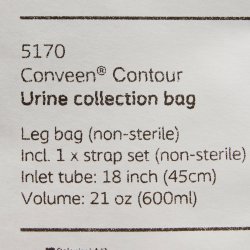 5170
Conveen® Contour
Urine collection bag
Leg bag (non-sterile)
Incl. 1 x strap set (non-sterile)
Inlet tube: 18 inch (45cm)
Volume: 21 oz (600ml)